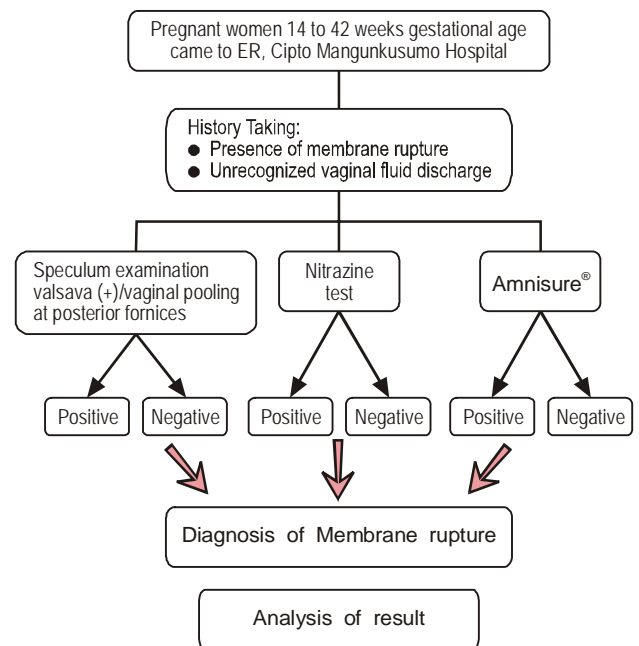 Pregnant women 14 to 42 weeks gestational age
came to ER, Cipto Mangunkusumo Hospital
History Taking:
● Presence of membrane rupture
● Unrecognized vaginal fluid discharge
Speculum examination
valsava (+)/vaginal pooling
at posterior fornices
Nitrazine
test
Amnisure®
Positive
Negative
Positive
Negative
Positive
Negative
Diagnosis of Membrane rupture
Analysis of result